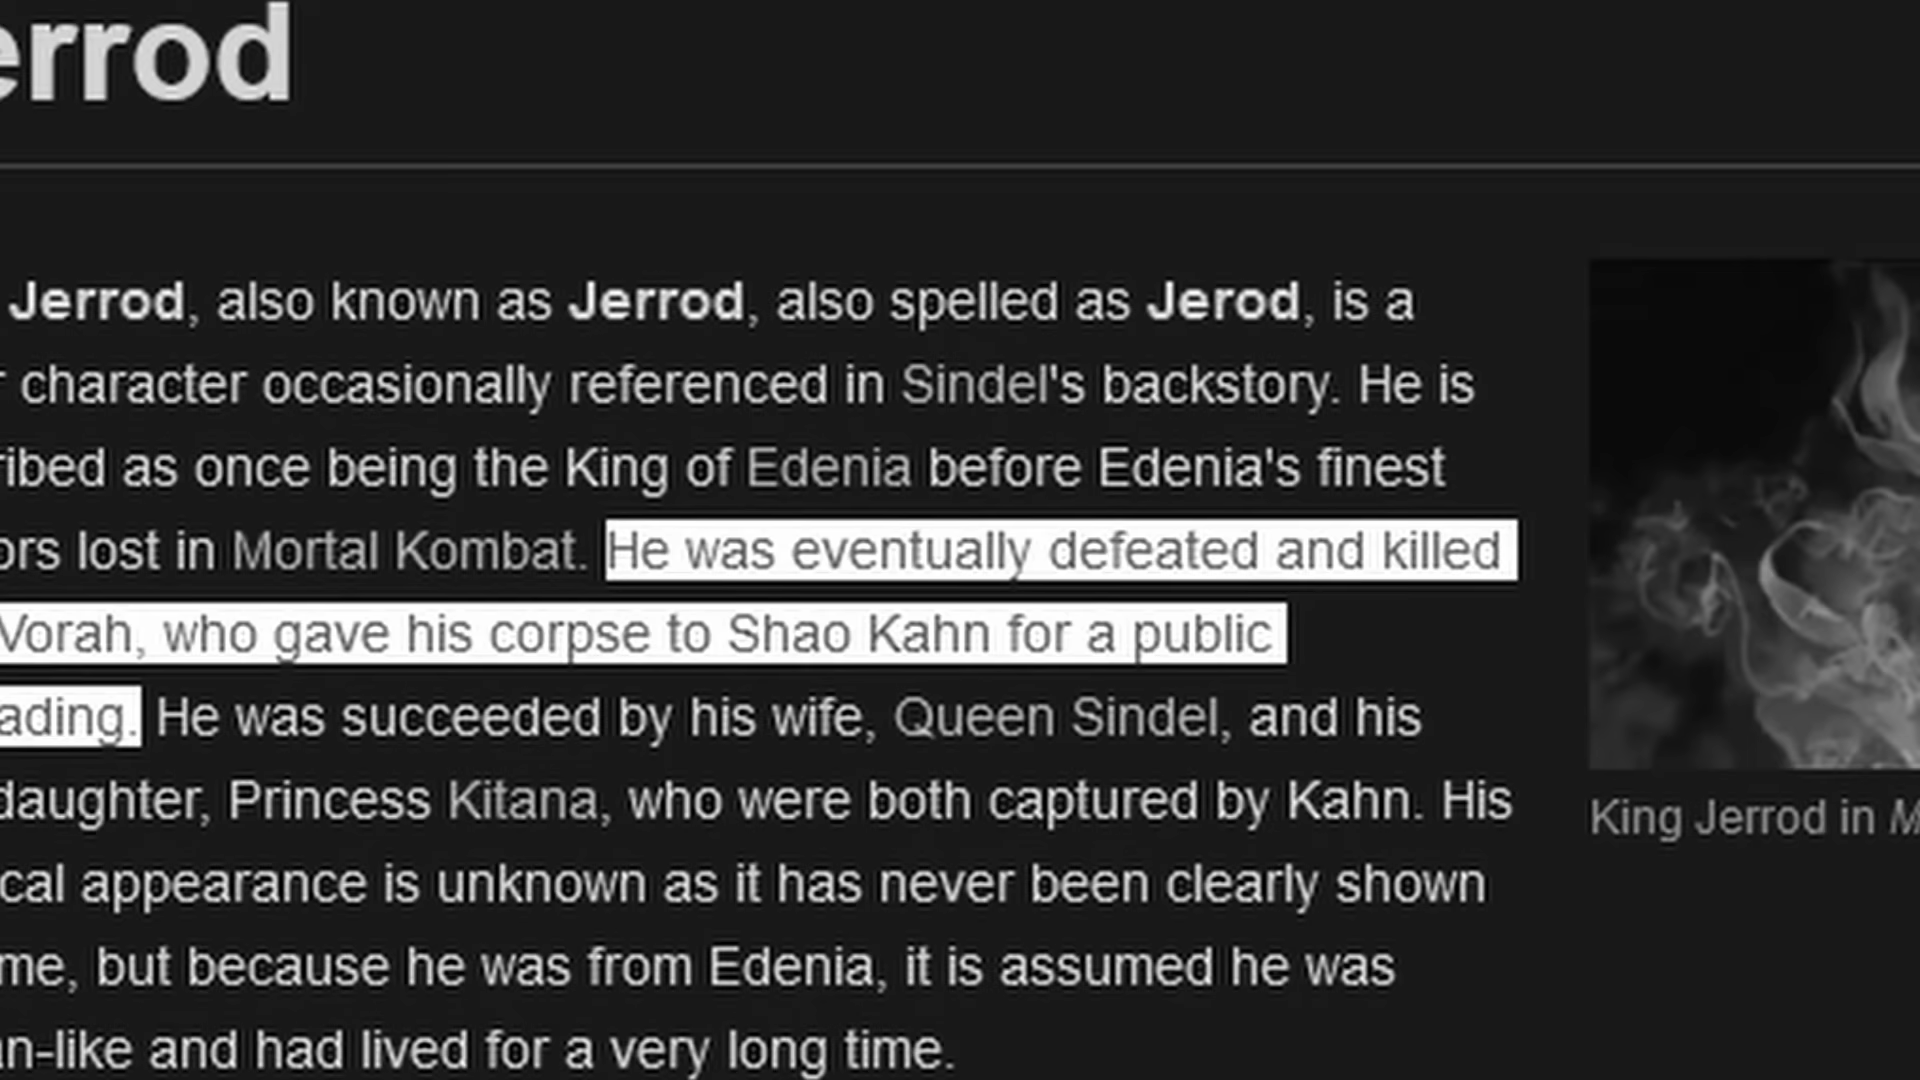 errod
Jerrod, also known as Jerrod, also spelled as Jerod, is a
character occasionally referenced in Sindel's backstory. He is
ribed as once being the King of Edenia before Edenia's finest
ors lost in Mortal Kombat. He was eventually defeated and killed
Vorah, who gave his corpse to Shao Kahn for a public
ading. He was succeeded by his wife, Queen Sindel, and his
daughter, Princess Kitana, who were both captured by Kahn. His
cal appearance is unknown as it has never been clearly shown
me, but because he was from Edenia, it is assumed he was
an-like and had lived for a very long time.
King Jerrod in M